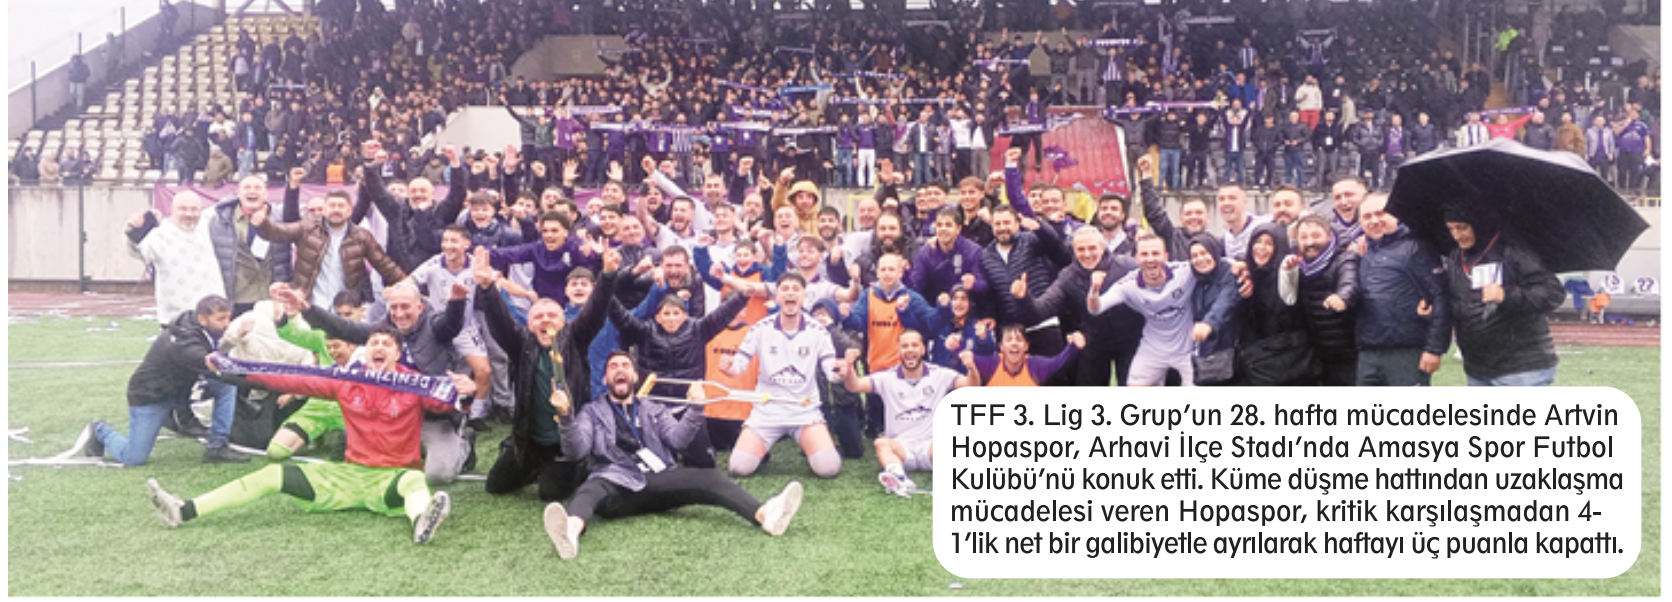 DENİZİN
TFF 3. Lig 3. Grup’un 28. hafta mücadelesinde Artvin
Hopaspor, Arhavi İlçe Stadı’nda Amasya Spor Futbol
Kulübü’nü konuk etti. Küme düşme hattından uzaklaşma
mücadelesi veren Hopaspor, kritik karşılaşmadan 4-
1’lik net bir galibiyetle ayrılarak haftayı üç puanla kapattı.